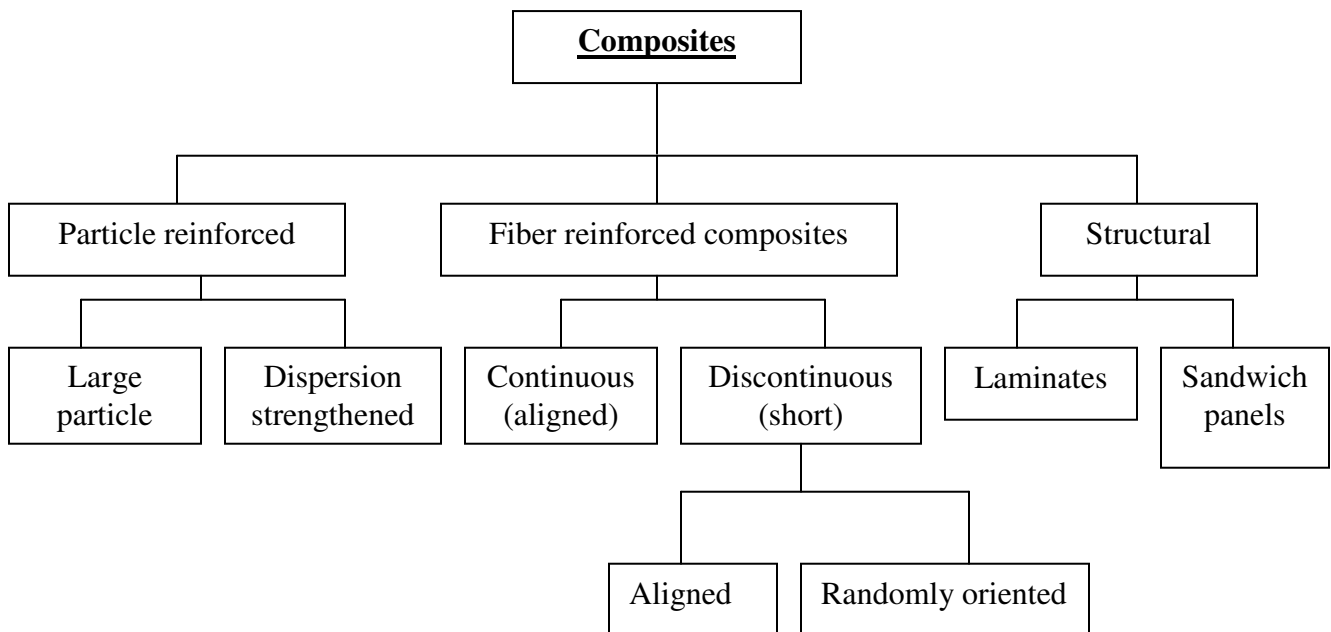 Composites
Particle reinforced
Fiber reinforced composites
Structural
Large
particle
Dispersion
strengthened
Continuous
(aligned)
Discontinuous
(short)
Laminates
Sandwich
panels
Aligned
Randomly oriented